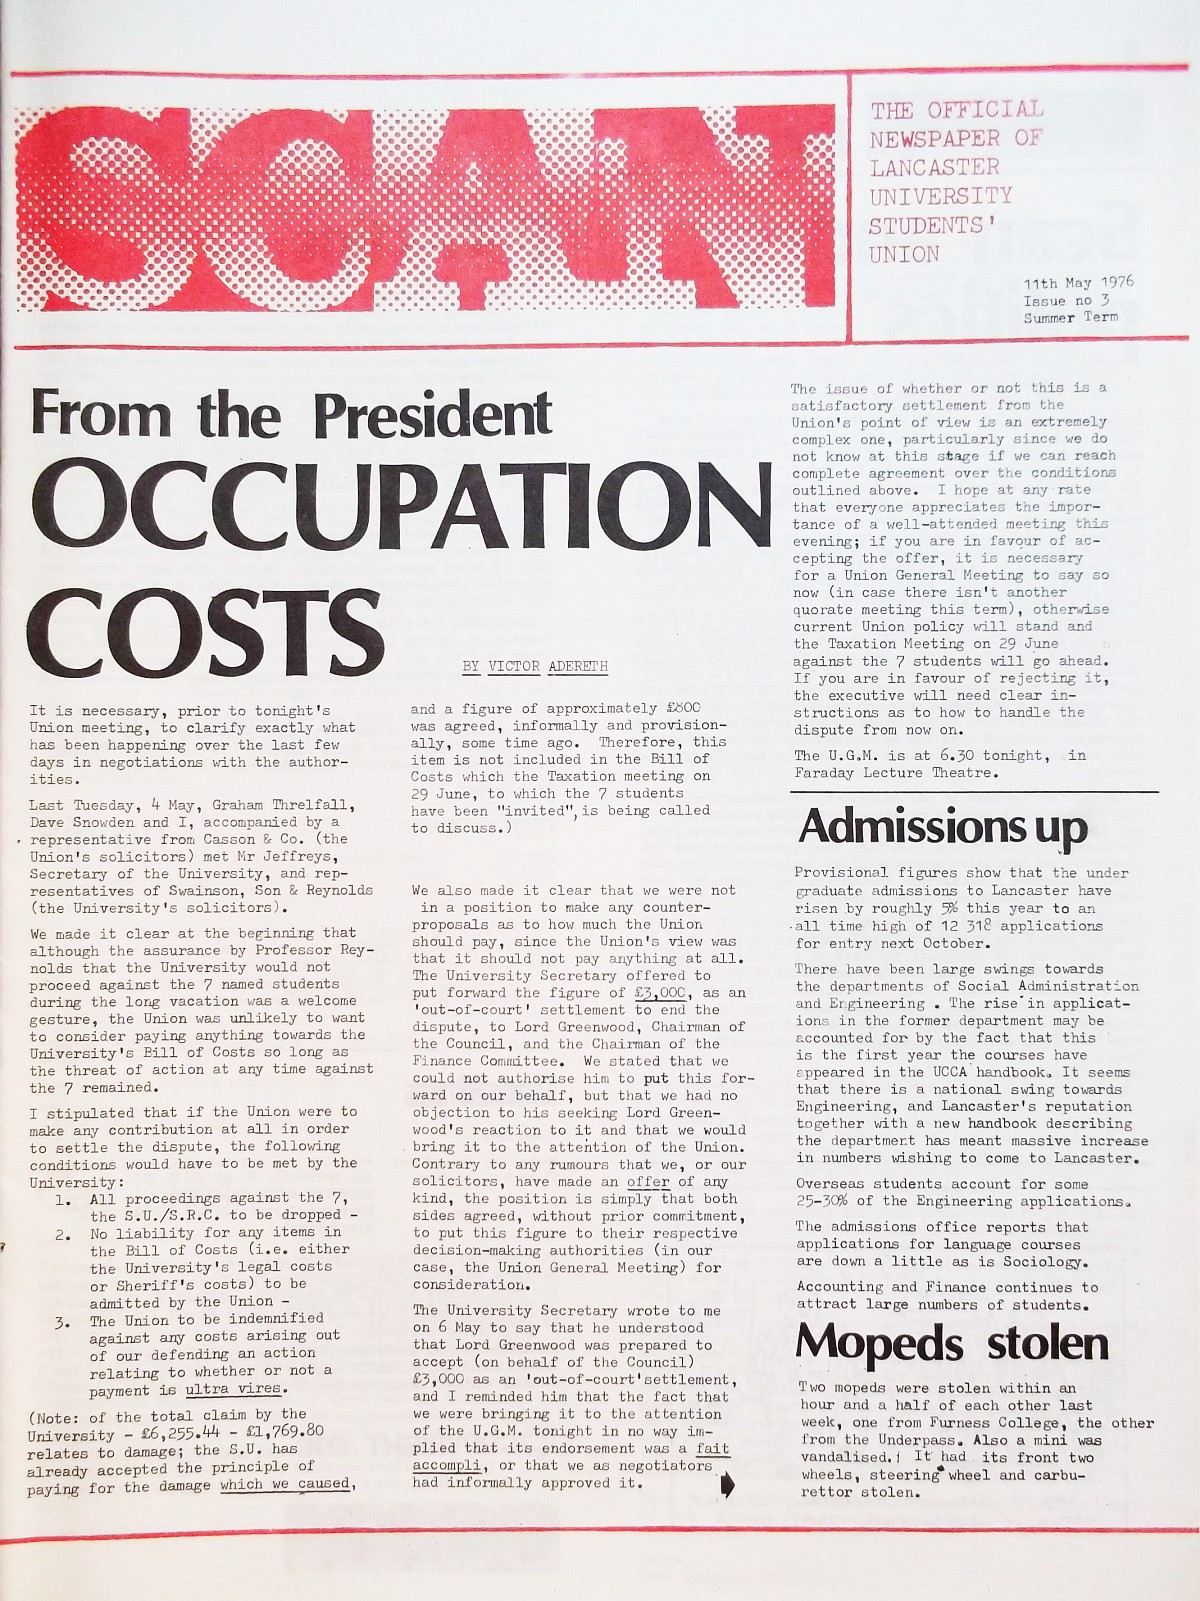 SCAN
THE OFFICIAL
NEWSPAPER OF
LANCASTER
UNIVERSITY
STUDENTS'
UNION
11th May 1976
Issue no 3
Summer Term
From the President
OCCUPATION
COSTS
BY VICTOR ADERETH
It is necessary, prior to tonight's
Union meeting, to clarify exactly what
has been happening over the last few
days in negotiations with the author-
ities.
Last Tuesday, 4 May, Graham Threlfall,
Dave Snowden and I, accompanied by a
representative from Casson & Co. (the
Union's solicitors) met Mr Jeffreys,
Secretary of the University, and rep-
resentatives of Swainson, Son & Reynolds
(the University's solicitors).
We made it clear at the beginning that
although the assurance by Professor Rey-
nolds that the University would not
proceed against the 7 named students
during the long vacation was a welcome
gesture, the Union was unlikely to want
to consider paying anything towards the
University's Bill of Costs so long as
the threat of action at any time against
the 7 remained.
I stipulated that if the Union were to
make any contribution at all in order
to settle the dispute, the following
conditions would have to be met by the
University:
1. All proceedings against the 7,
the S.U./S.R.C. to be dropped -
2. No liability for any items in
the Bill of Costs (i.e. either
the University's legal costs
or Sheriff's costs) to be
admitted by the Union -
3. The Union to be indemnified
against any costs arising out
of our defending an action
relating to whether or not a
payment is ultra vires.
(Note: of the total claim by the
University - £6,255.44 - £1,769.80
relates to damage; the S.U. has
already accepted the principle of
paying for the damage which we caused,
and a figure of approximately £800
was agreed, informally and provision-
ally, some time ago. Therefore, this
item is not included in the Bill of
Costs which the Taxation meeting on
29 June, to which the 7 students
have been "invited", is being called
to discuss.)
We also made it clear that we were not
in a position to make any counter-
proposals as to how much the Union
should pay, since the Union's view was
that it should not pay anything at all.
The University Secretary offered to
put forward the figure of £3,000, as an
'out-of-court' settlement to end the
dispute, to Lord Greenwood, Chairman of
the Council, and the Chairman of the
Finance Committee. We stated that we
could not authorise him to put this for-
ward on our behalf, but that we had no
objection to his seeking Lord Green-
wood's reaction to it and that we would
bring it to the attention of the Union.
Contrary to any rumours that we, or our
solicitors, have made an offer of any
kind, the position is simply that both
sides agreed, without prior commitment,
to put this figure to their respective
decision-making authorities (in our
case, the Union General Meeting) for
consideration.
The University Secretary wrote to me
on 6 May to say that he understood
that Lord Greenwood was prepared to
accept (on behalf of the Council)
£3,000 as an 'out-of-court'settlement,
and I reminded him that the fact that
we were bringing it to the attention
of the U.G.M. tonight in no way im-
plied that its endorsement was a fait
accompli, or that we as negotiators
had informally approved it.
The issue of whether or not this is a
satisfactory settlement from the
Union's point of view is an extremely
complex one, particularly since we do
not know at this stage if we can reach
complete agreement over the conditions
outlined above. I hope at any rate
that everyone appreciates the impor-
tance of a well-attended meeting this
evening; if you are in favour of ac-
cepting the offer, it is necessary
for a Union General Meeting to say so
now (in case there isn't another
quorate meeting this term), otherwise
current Union policy will stand and
the Taxation Meeting on 29 June
against the 7 students will go ahead.
If you are in favour of rejecting it,
the executive will need clear in-
structions as to how to handle the
dispute from now on.
The U.G.M. is at 6.30 tonight, in
Faraday Lecture Theatre.
Admissions up
Provisional figures show that the under
graduate admissions to Lancaster have
risen by roughly 5% this year to an
all time high of 12 318 applications
for entry next October.
There have been large swings towards
the departments of Social Administration
and Engineering . The rise in applicat-
ions in the former department may be
accounted for by the fact that this
is the first year the courses have
appeared in the UCCA handbook. It seems
that there is a national swing towards
Engineering, and Lancaster's reputation
together with a new handbook describing
the department has meant massive increase
in numbers wishing to come to Lancaster.
Overseas students account for some
25-30% of the Engineering applications.
The admissions office reports that
applications for language courses
are down a little as is Sociology.
Accounting and Finance continues to
attract large numbers of students.
Mopeds stolen
Two mopeds were stolen within an
hour and a half of each other last
week, one from Furness College, the other
from the Underpass. Also a mini was
vandalised. It had its front two
wheels, steering wheel and carbu-
rettor stolen.